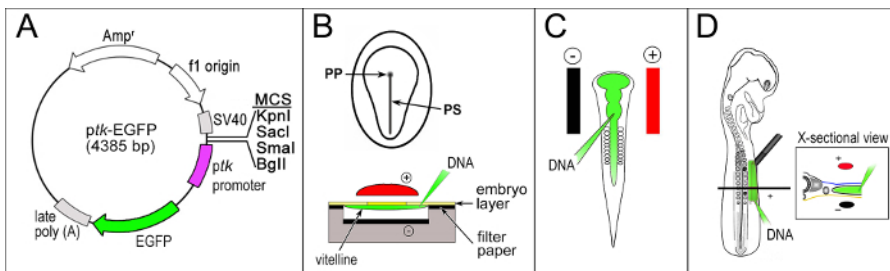 A
Ampʳ
f1 origin
SV40
MCS
KpnI
SacI
SmaI
BglI
ptk-EGFP
(4385 bp)
ptk
promoter
late
poly (A)
EGFP
B
PP
PS
DNA
+
embryo
layer
-
vitelline
filter
paper
C
-
+
DNA
D
X-sectional view
+
-
+
DNA